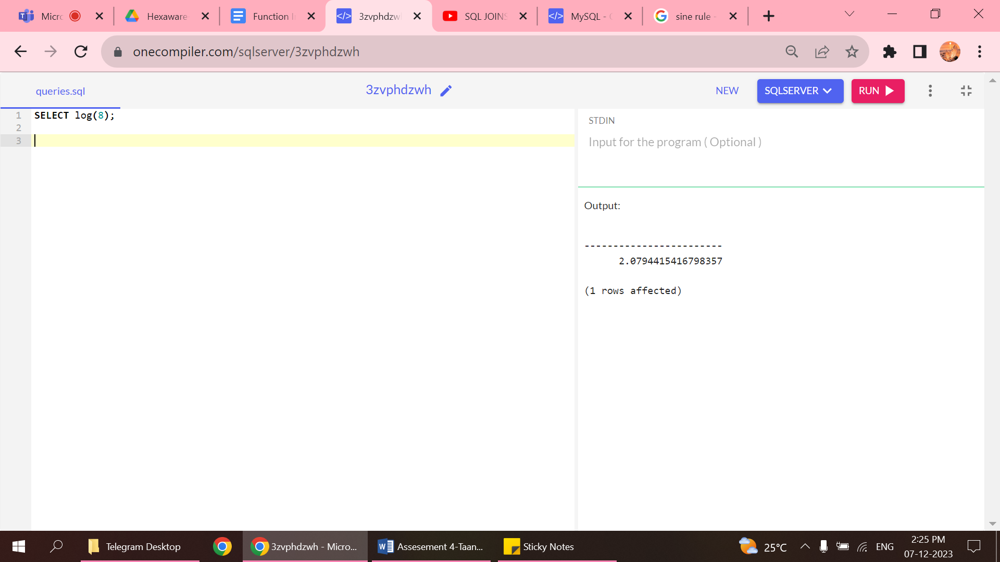 Micro
Hexaware-
Function I
3zvphdzw
SQL JOINS
MySQL -
sine rule -
onecompiler.com/sqlserver/3zvphdzwh
queries.sql
3zvphdzwh
NEW
SQLSERVER
RUN
1 SELECT log(8);
2
3
STDIN
Input for the program ( Optional )
Output:
------------------------
2.0794415416798357
(1 rows affected)
Telegram Desktop
3zvphdzwh - Micro...
Assesement 4-Taan...
Sticky Notes
25°C
ENG
2:25 PM
07-12-2023